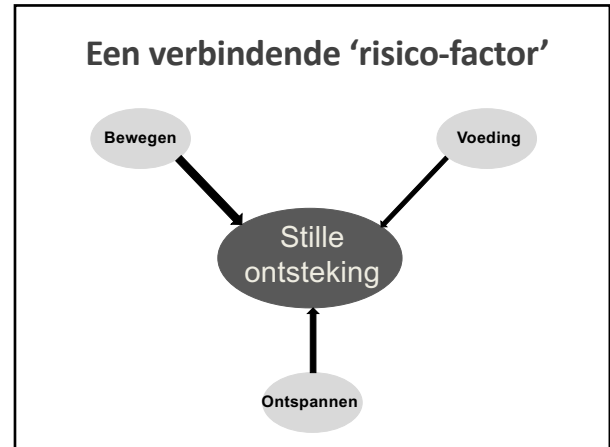 Een verbindende ‘risico-factor’
Bewegen
Voeding
Stille
ontsteking
Ontspannen